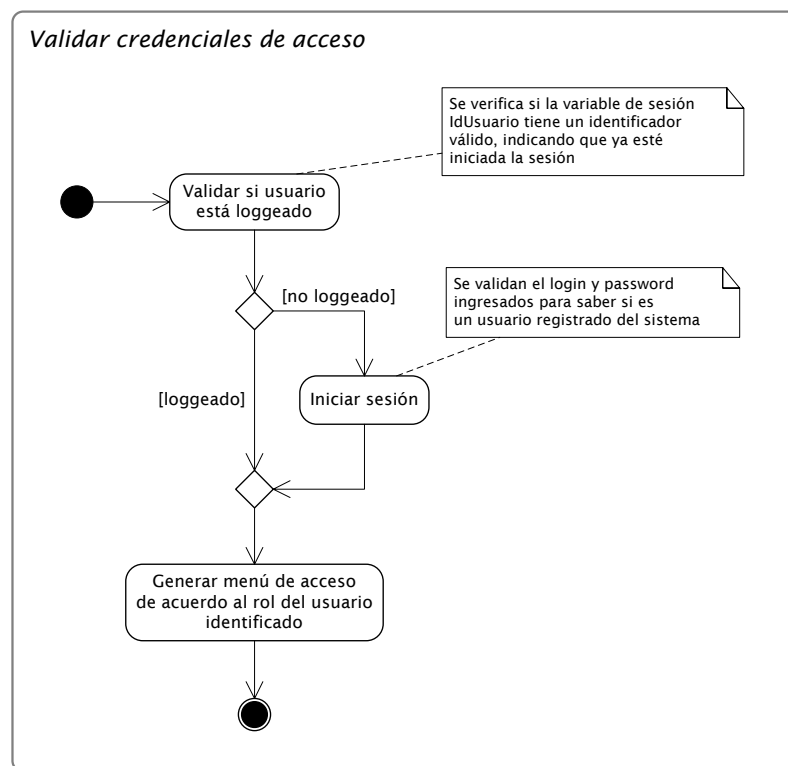 Validar credenciales de acceso
Se verifica si la variable de sesión
IdUsuario tiene un identificador
válido, indicando que ya esté
iniciada la sesión
Validar si usuario
está loggeado
[no loggeado]
Se validan el login y password
ingresados para saber si es
un usuario registrado del sistema
[loggeado]
Iniciar sesión
Generar menú de acceso
de acuerdo al rol del usuario
identificado